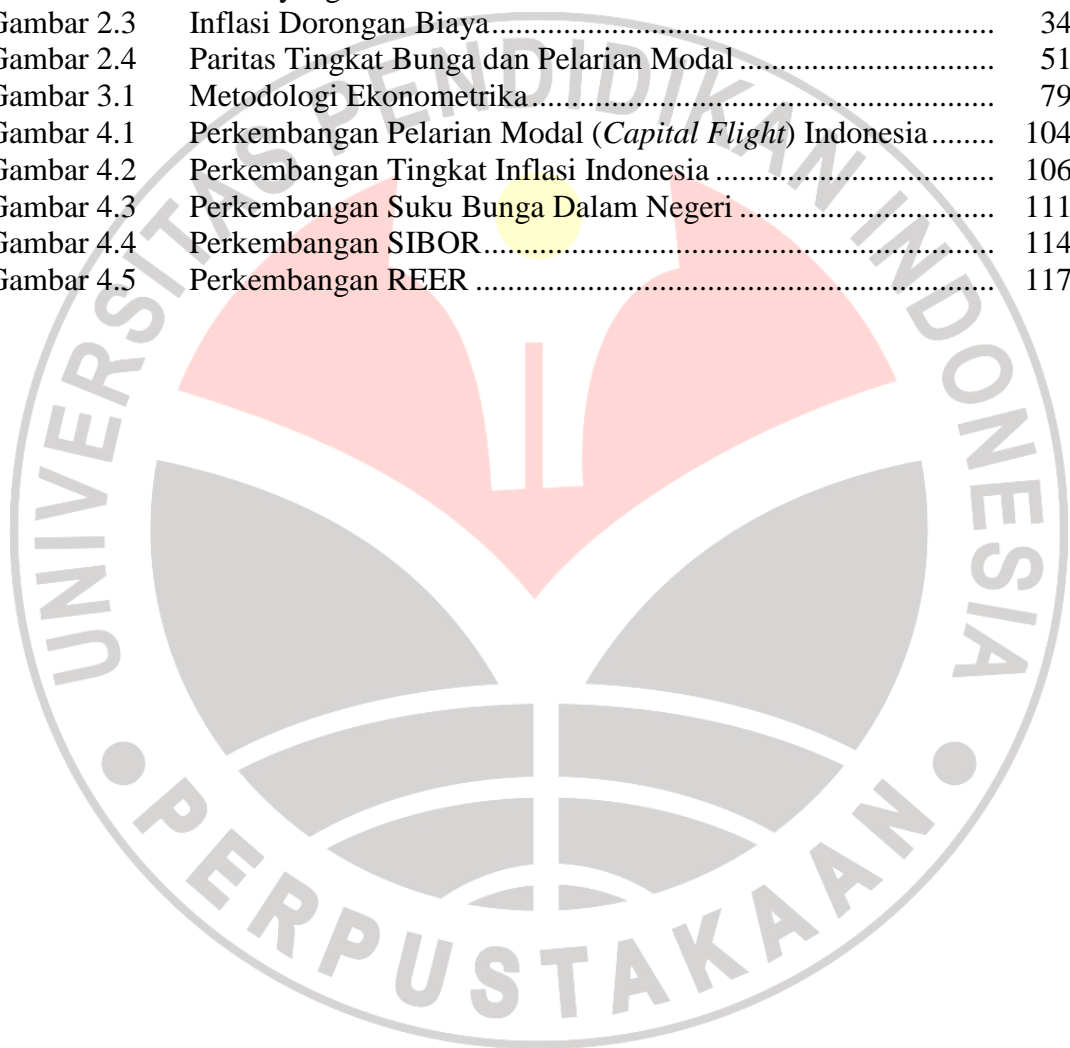 Gambar 2.3 Inflasi Dorongan Biaya............................................................... 34
Gambar 2.4 Paritas Tingkat Bunga dan Pelarian Modal ................................ 51
Gambar 3.1 Metodologi Ekonometrika.......................................................... 79
Gambar 4.1 Perkembangan Pelarian Modal (Capital Flight) Indonesia........ 104
Gambar 4.2 Perkembangan Tingkat Inflasi Indonesia ................................... 106
Gambar 4.3 Perkembangan Suku Bunga Dalam Negeri ................................ 111
Gambar 4.4 Perkembangan SIBOR................................................................ 114
Gambar 4.5 Perkembangan REER ................................................................. 117
UNIVERSITAS PENDIDIKAN INDONESIA
PERPUSTAKAAN